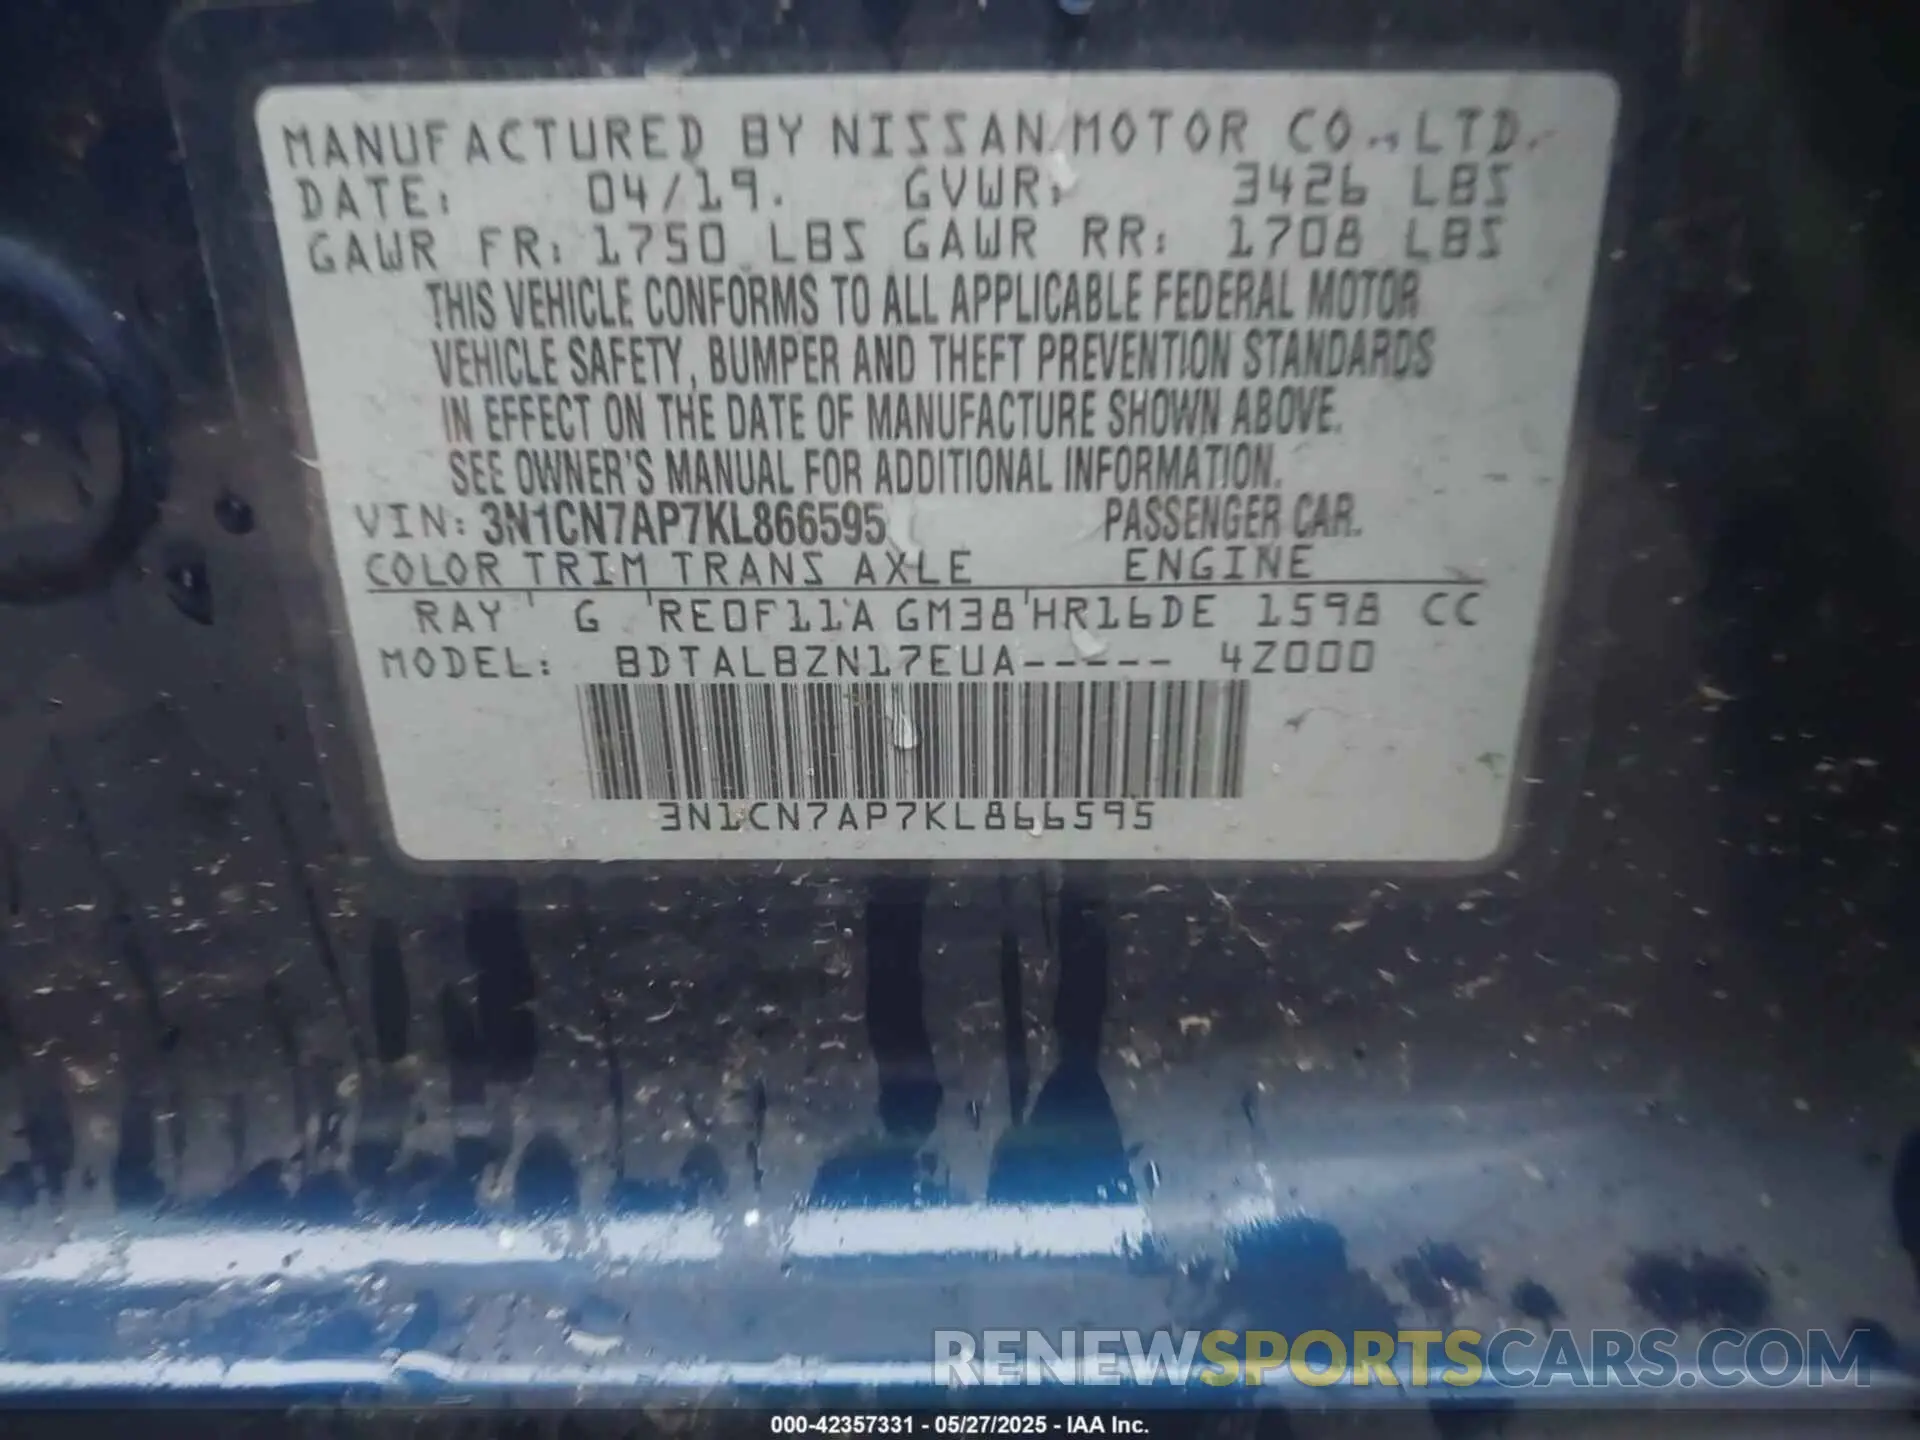 MANUFACTURED BY NISSAN MOTOR CO., LTD.
DATE: 04/19. GVWR: 3426 LBS
GAWR FR: 1750 LBS GAWR RR: 1708 LBS
THIS VEHICLE CONFORMS TO ALL APPLICABLE FEDERAL MOTOR
VEHICLE SAFETY, BUMPER AND THEFT PREVENTION STANDARDS
IN EFFECT ON THE DATE OF MANUFACTURE SHOWN ABOVE.
SEE OWNER'S MANUAL FOR ADDITIONAL INFORMATION.
VIN: 3N1CN7AP7KL866595 PASSENGER CAR.
COLOR TRIM TRANS AXLE ENGINE
RAY G RE0F11A GM38 HR16DE 1598 CC
MODEL: BDTALBZN17EUA----- 4Z000
3N1CN7AP7KL866595
RENEWSPORTSCARS.COM
000-42357331 - 05/27/2025 - IAA Inc.